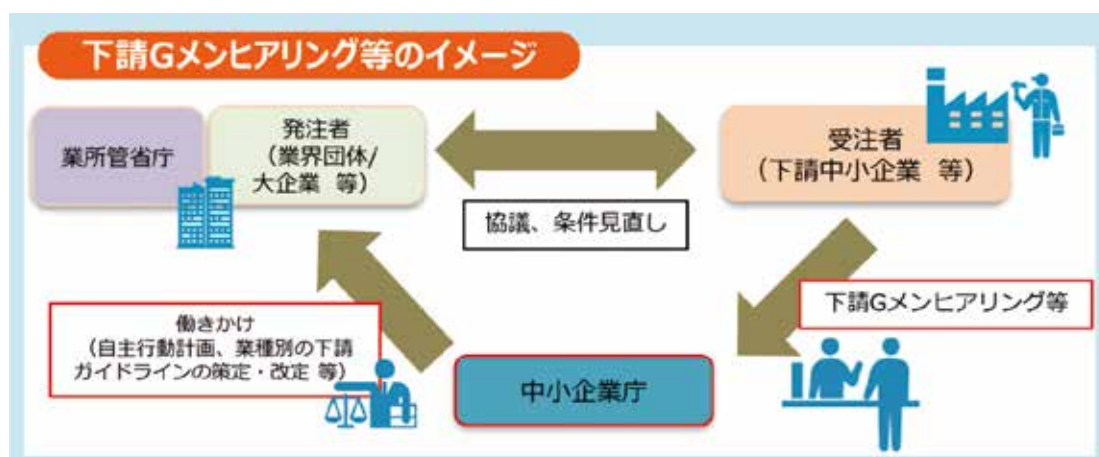 下請Gメンヒアリング等のイメージ
業所管省庁
発注者
（業界団体/
大企業 等）
受注者
（下請中小企業 等）
協議、条件見直し
下請Gメンヒアリング等
働きかけ
（自主行動計画、業種別の下請
ガイドラインの策定・改定 等）
中小企業庁